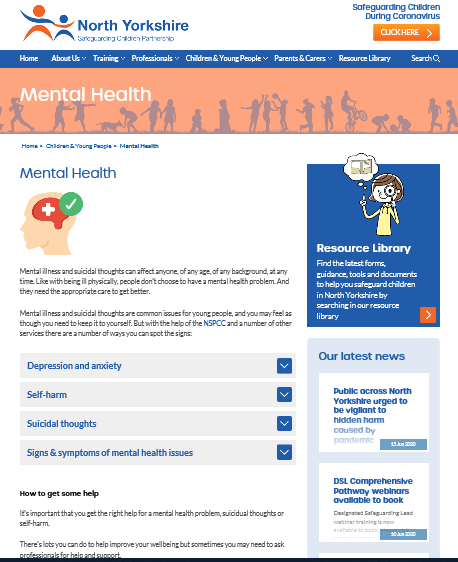 North Yorkshire
Safeguarding Children Partnership
Safeguarding Children
During Coronavirus
CLICK HERE
Home
About Us
Training
Professionals
Children & Young People
Parents & Carers
Resource Library
Search
Mental Health
Home
Children & Young People
Mental Health
Mental Health
Mental illness and suicidal thoughts can affect anyone, of any age, of any background, at any
time. Like with being ill physically, people don't choose to have a mental health problem. And
they need the appropriate care to get better.
Mental illness and suicidal thoughts are common issues for young people, and you may feel as
though you need to keep it to yourself. But with the help of the NSPCC and a number of other
services there are a number of ways you can spot the signs:
Depression and anxiety
Self-harm
Suicidal thoughts
Signs & symptoms of mental health issues
How to get some help
It's important that you get the right help for a mental health problem, suicidual thoughts or
self-harm.
There's lots you can do to help improve your wellbeing but sometimes you may need to ask
professionals for help and support.
Resource Library
Find the latest forms,
guidance, tools and documents
to help you safeguard children
in North Yorkshire by
searching in our resource
library
Our latest news
Public across North
Yorkshire urged to
be vigilant to
hidden harm
caused by
pandemic
15 Jun 2020
DSL Comprehensive
Pathway webinars
available to book
Designated Safeguarding Lead
webinar training is now
available to book
10 Jun 2020